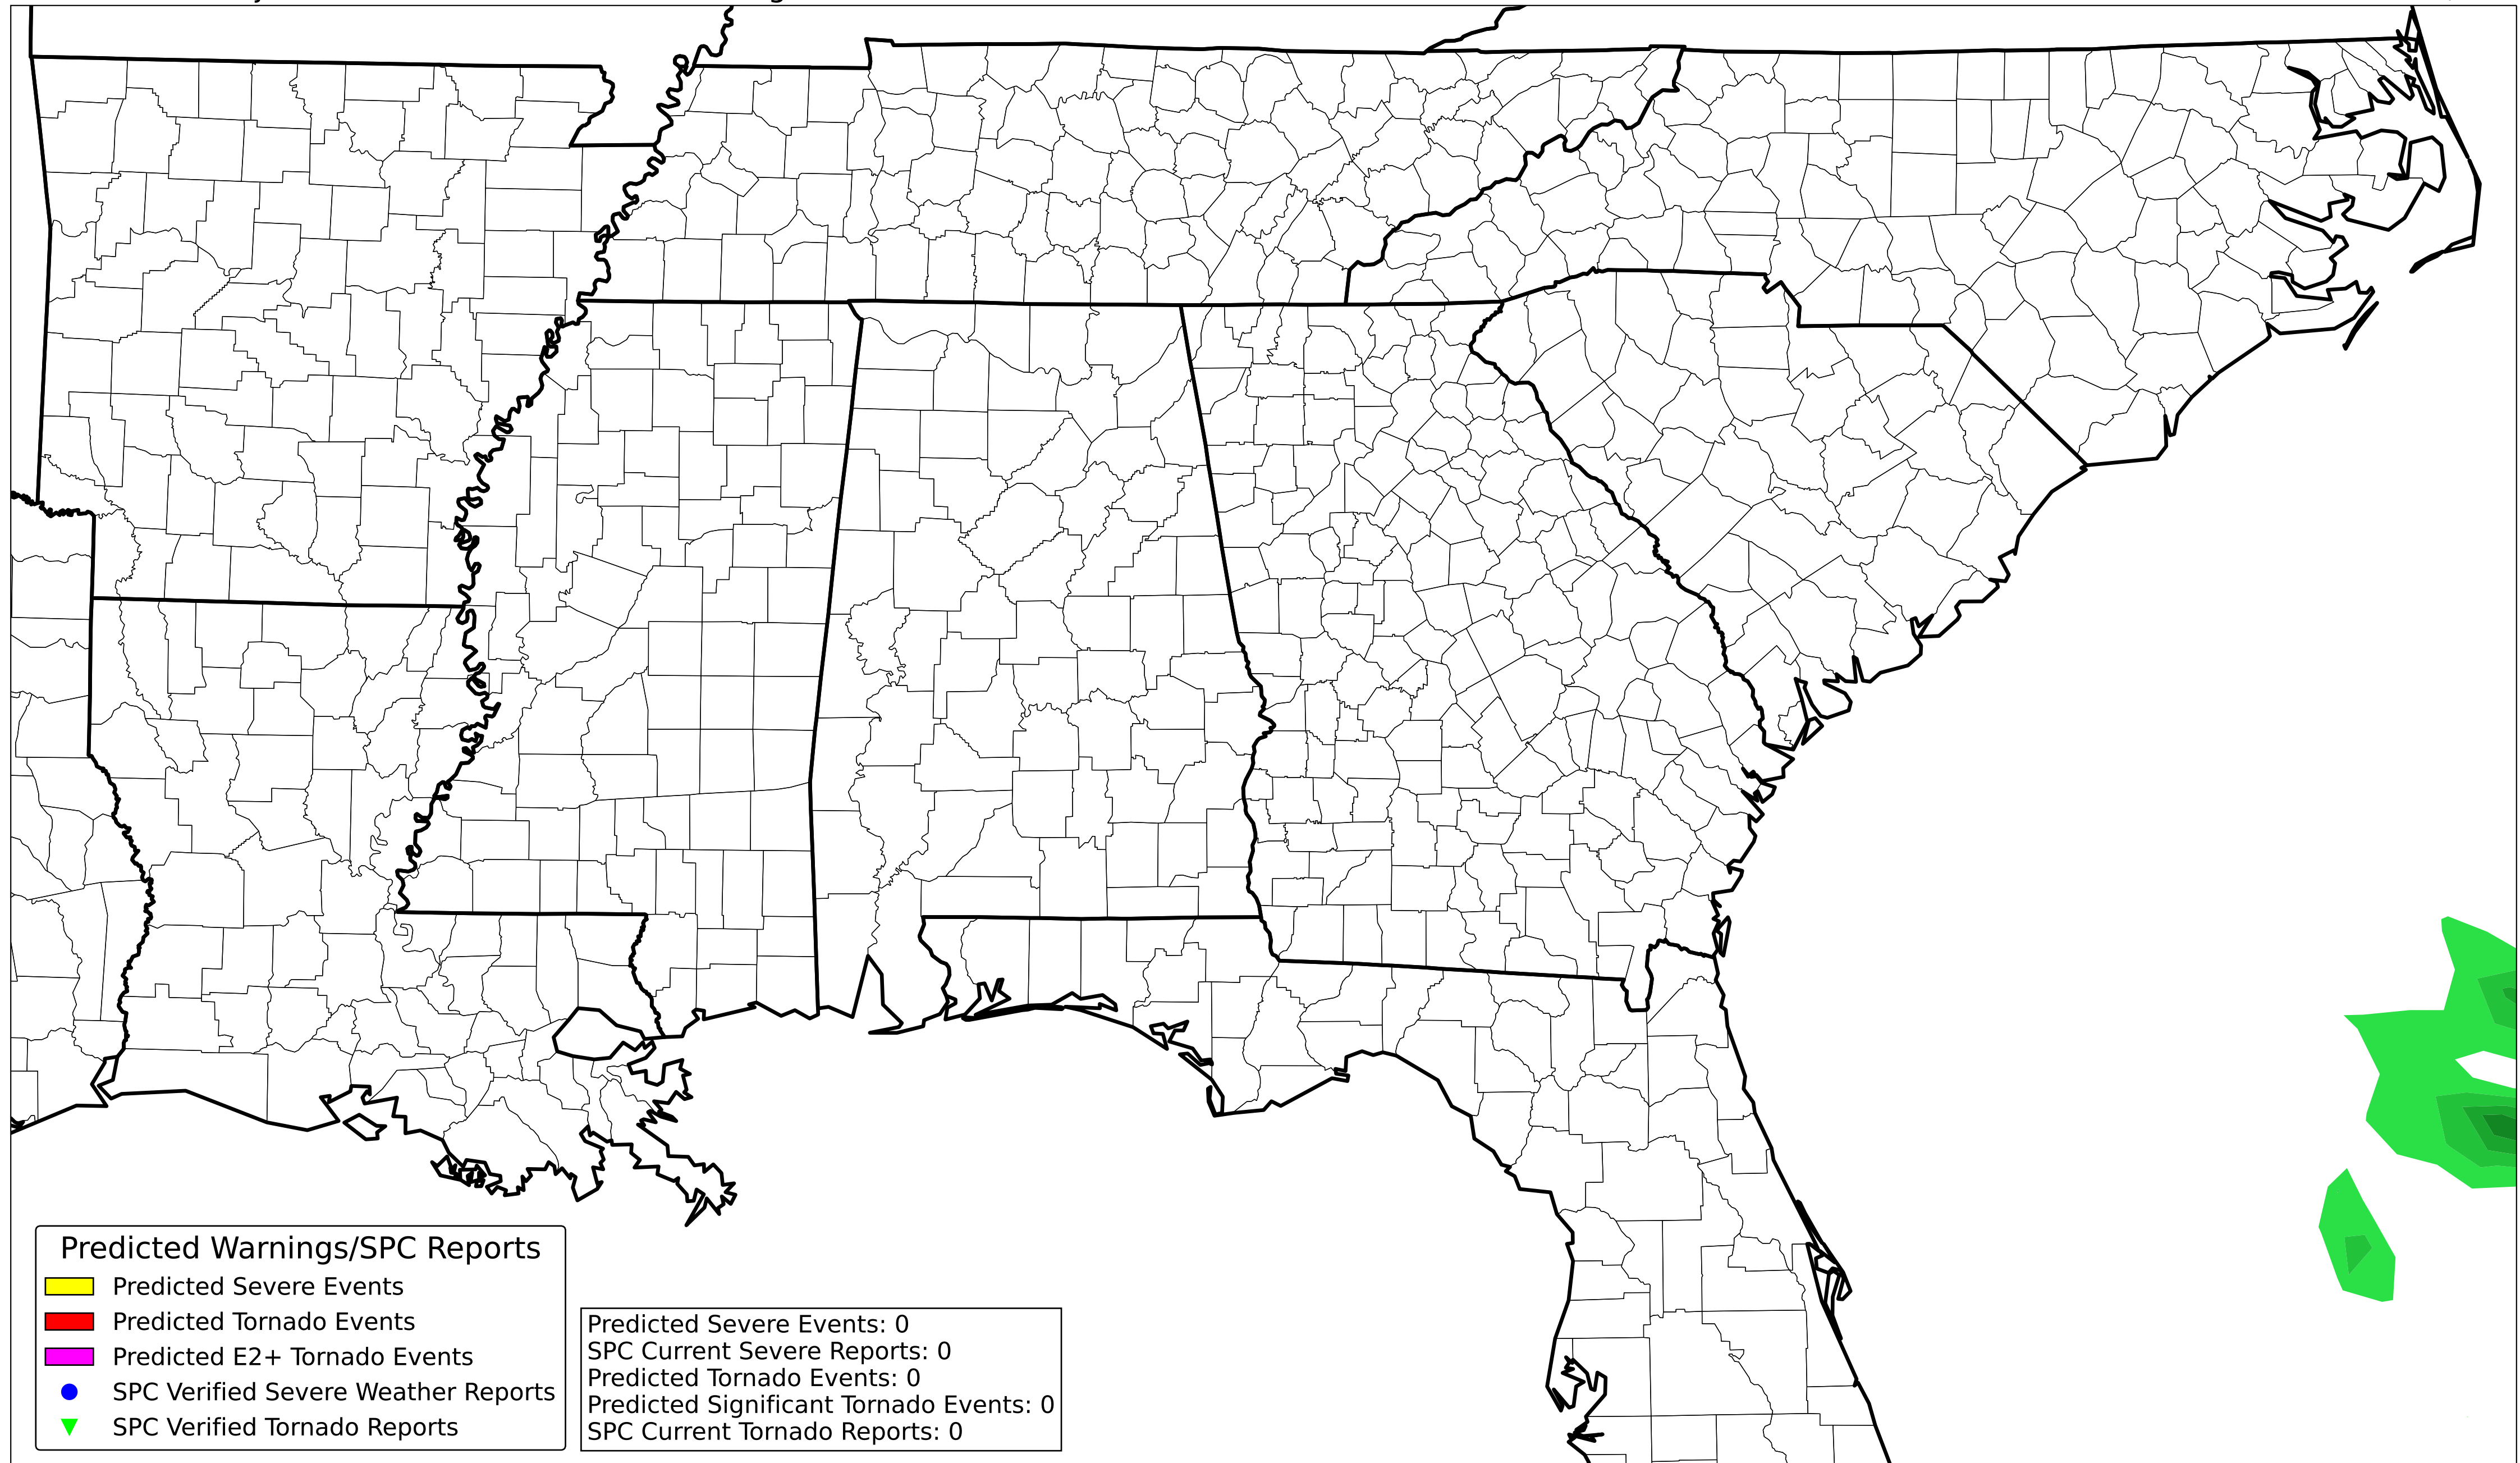 Predicted Warnings/SPC Reports
Predicted Severe Events
Predicted Tornado Events
Predicted E2+ Tornado Events
SPC Verified Severe Weather Reports
SPC Verified Tornado Reports
Predicted Severe Events: 0
SPC Current Severe Reports: 0
Predicted Tornado Events: 0
Predicted Significant Tornado Events: 0
SPC Current Tornado Reports: 0